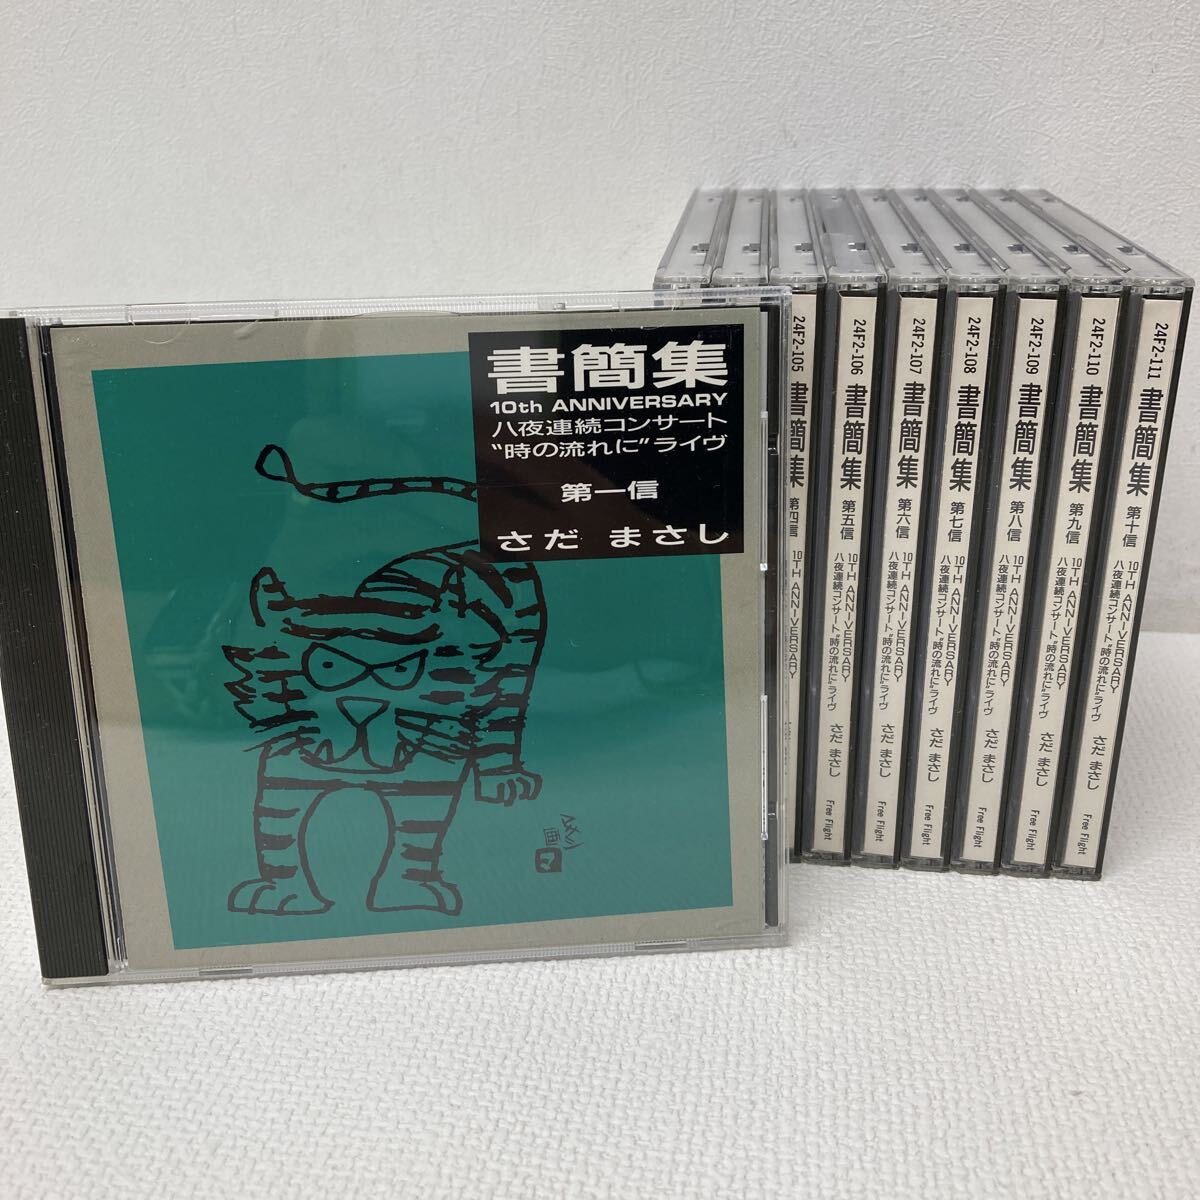 書簡集
10th ANNIVERSARY
八夜連続コンサート
"時の流れに"ライヴ
第一信
さだ まさし
24F2-105 書簡集 第四信 10TH ANNIVERSARY
24F2-106 書簡集 第五信 10TH ANNIVERSARY 八夜連続コンサート"時の流れに"ライヴ さだ まさし Free Flight
24F2-107 書簡集 第六信 10TH ANNIVERSARY 八夜連続コンサート"時の流れに"ライヴ さだ まさし Free Flight
24F2-108 書簡集 第七信 10TH ANNIVERSARY 八夜連続コンサート"時の流れに"ライヴ さだ まさし Free Flight
24F2-109 書簡集 第八信 10TH ANNIVERSARY 八夜連続コンサート"時の流れに"ライヴ さだ まさし Free Flight
24F2-110 書簡集 第九信 10TH ANNIVERSARY 八夜連続コンサート"時の流れに"ライヴ さだ まさし Free Flight
24F2-111 書簡集 第十信 10TH ANNIVERSARY 八夜連続コンサート"時の流れに"ライヴ さだ まさし Free Flight